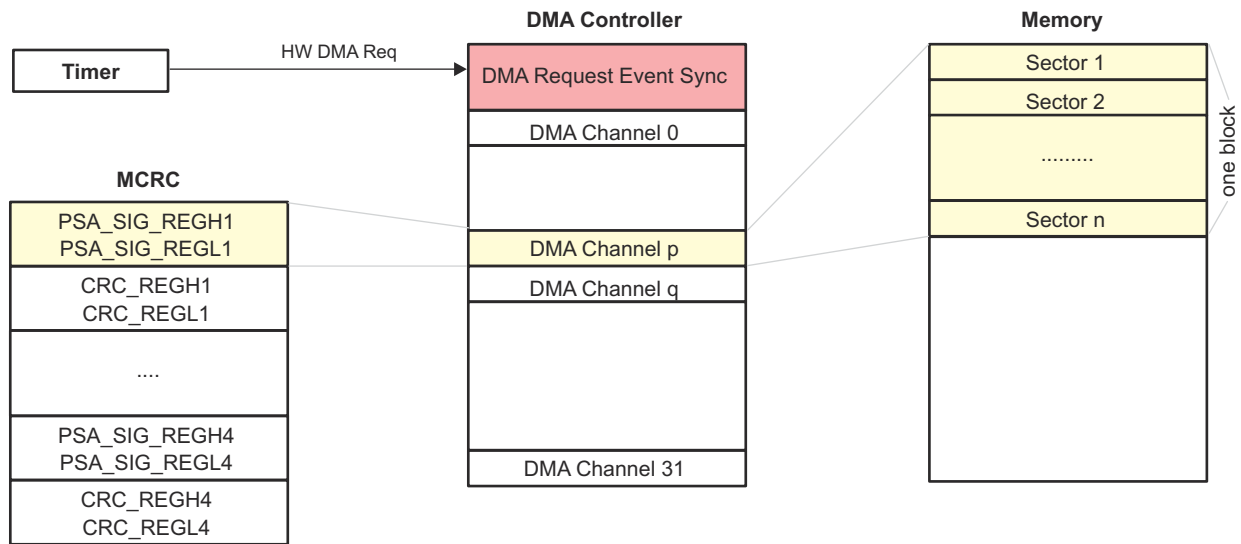 DMA Controller
Memory
HW DMA Req
Timer
DMA Request Event Sync
Sector 1
Sector 2
.........
Sector n
one block
DMA Channel 0
MCRC
PSA_SIG_REGH1
PSA_SIG_REGL1
DMA Channel p
CRC_REGH1
CRC_REGL1
DMA Channel q
....
PSA_SIG_REGH4
PSA_SIG_REGL4
DMA Channel 31
CRC_REGH4
CRC_REGL4